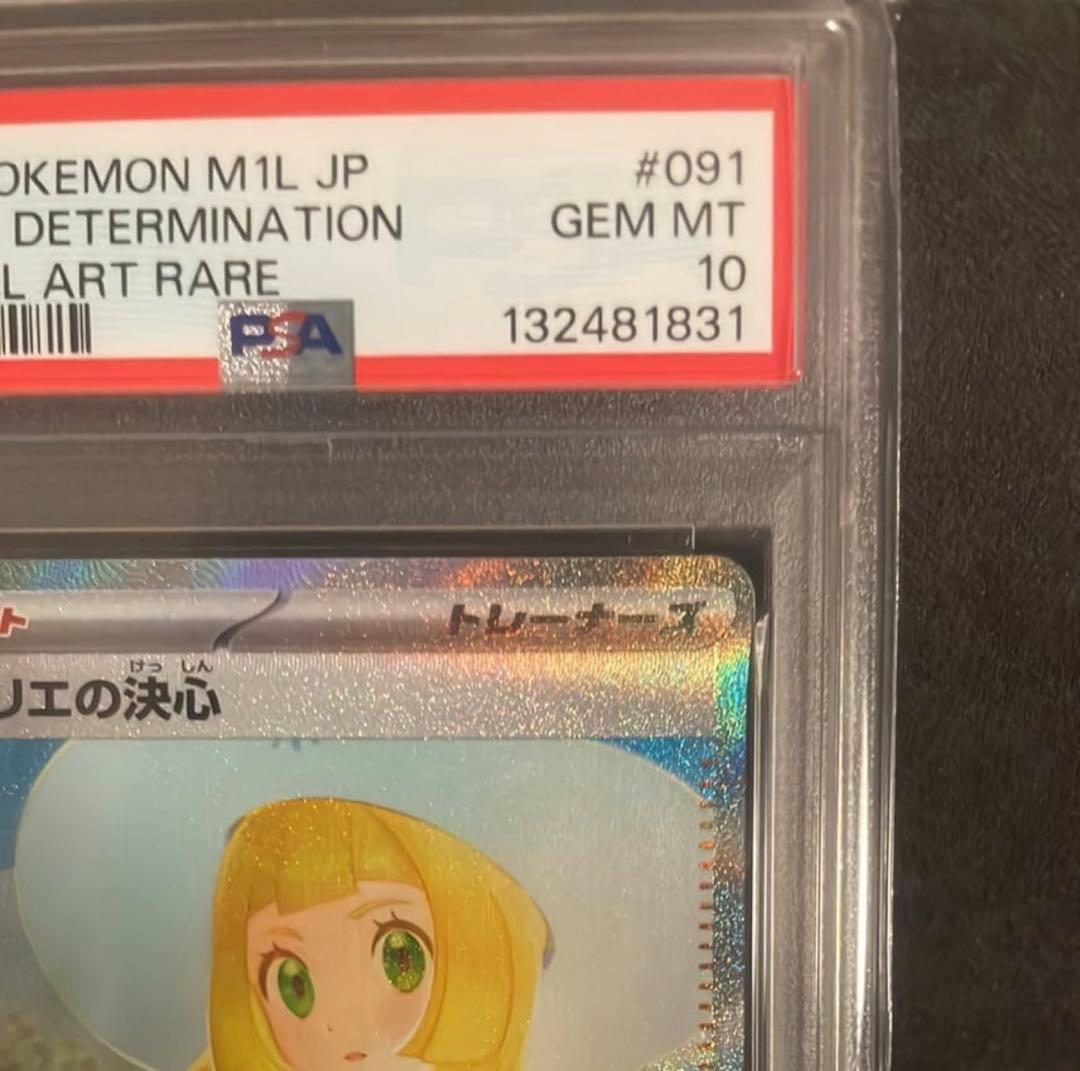 OKEMON M1L JP #091
DETERMINATION GEM MT
L ART RARE 10
PSA 132481831
ト トレーナーズ
けっ しん
リエの決心